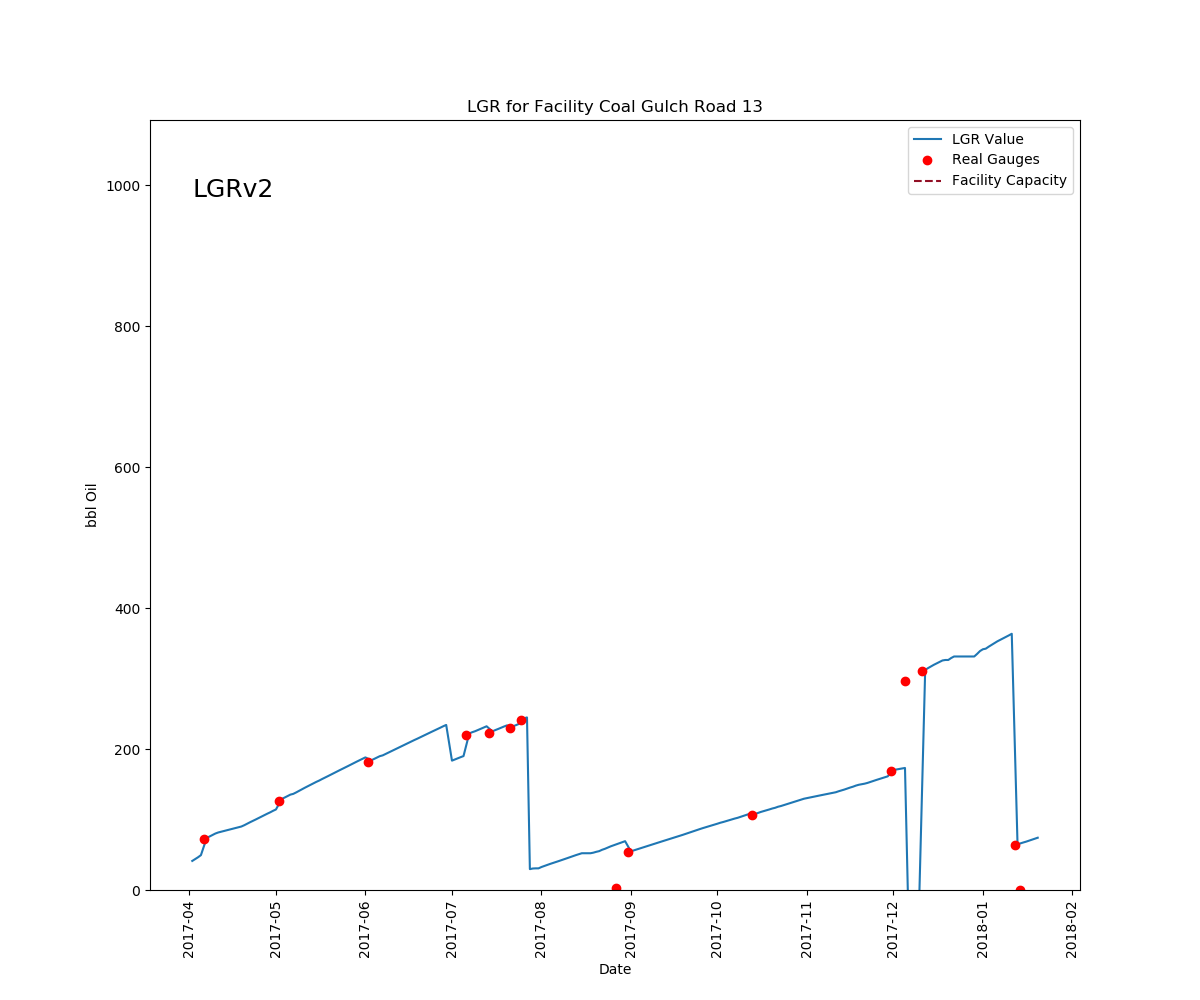 LGR for Facility Coal Gulch Road 13
LGRv2
LGR Value
Real Gauges
Facility Capacity
bbl Oil
1000
800
600
400
200
0
2017-04
2017-05
2017-06
2017-07
2017-08
2017-09
2017-10
2017-11
2017-12
2018-01
2018-02
Date